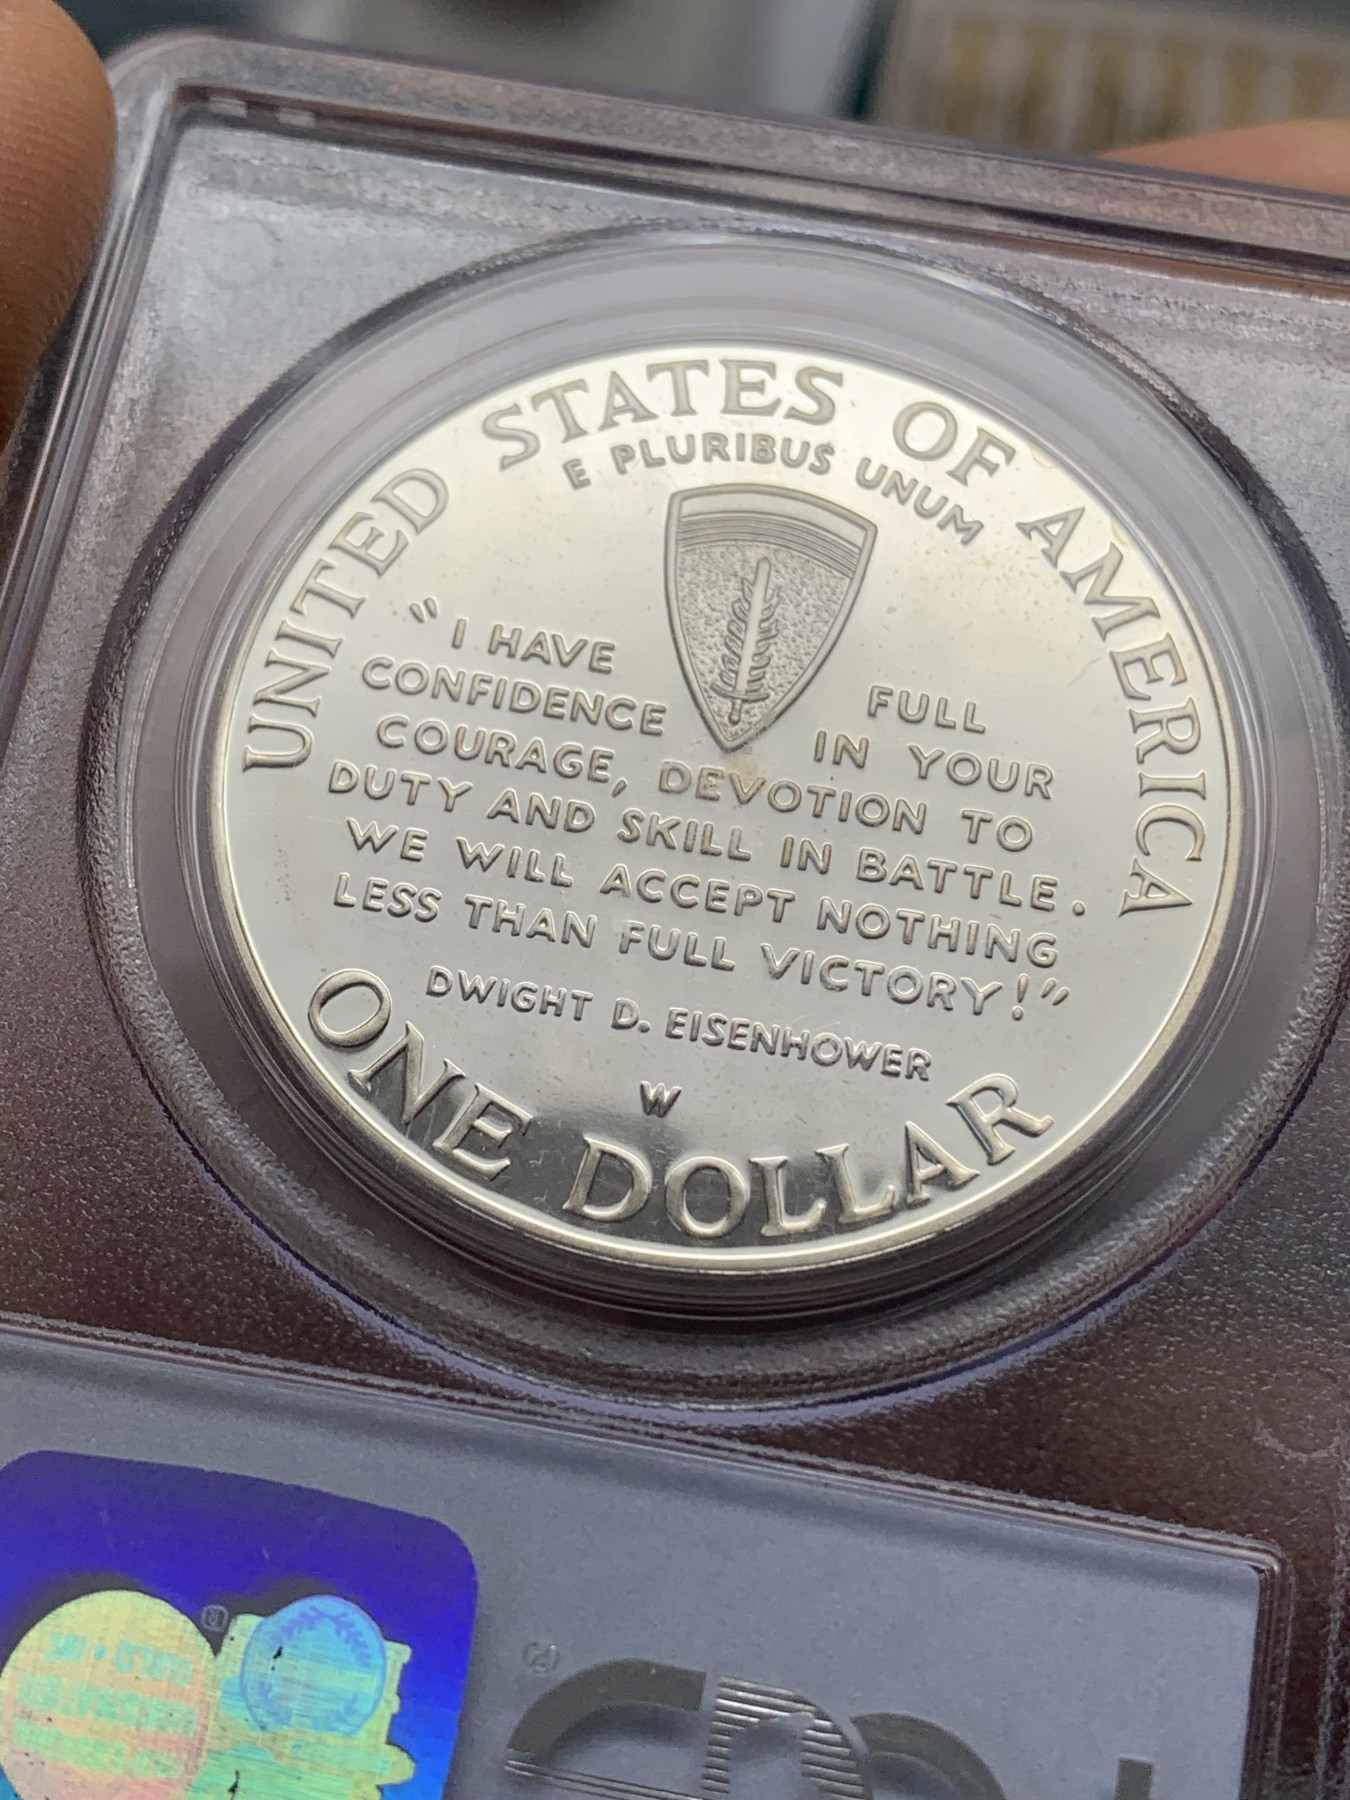 UNITED STATES OF AMERICA
E PLURIBUS UNUM
“I HAVE FULL
CONFIDENCE IN YOUR
COURAGE, DEVOTION TO
DUTY AND SKILL IN BATTLE.
WE WILL ACCEPT NOTHING
LESS THAN FULL VICTORY!”
DWIGHT D. EISENHOWER
W
ONE DOLLAR